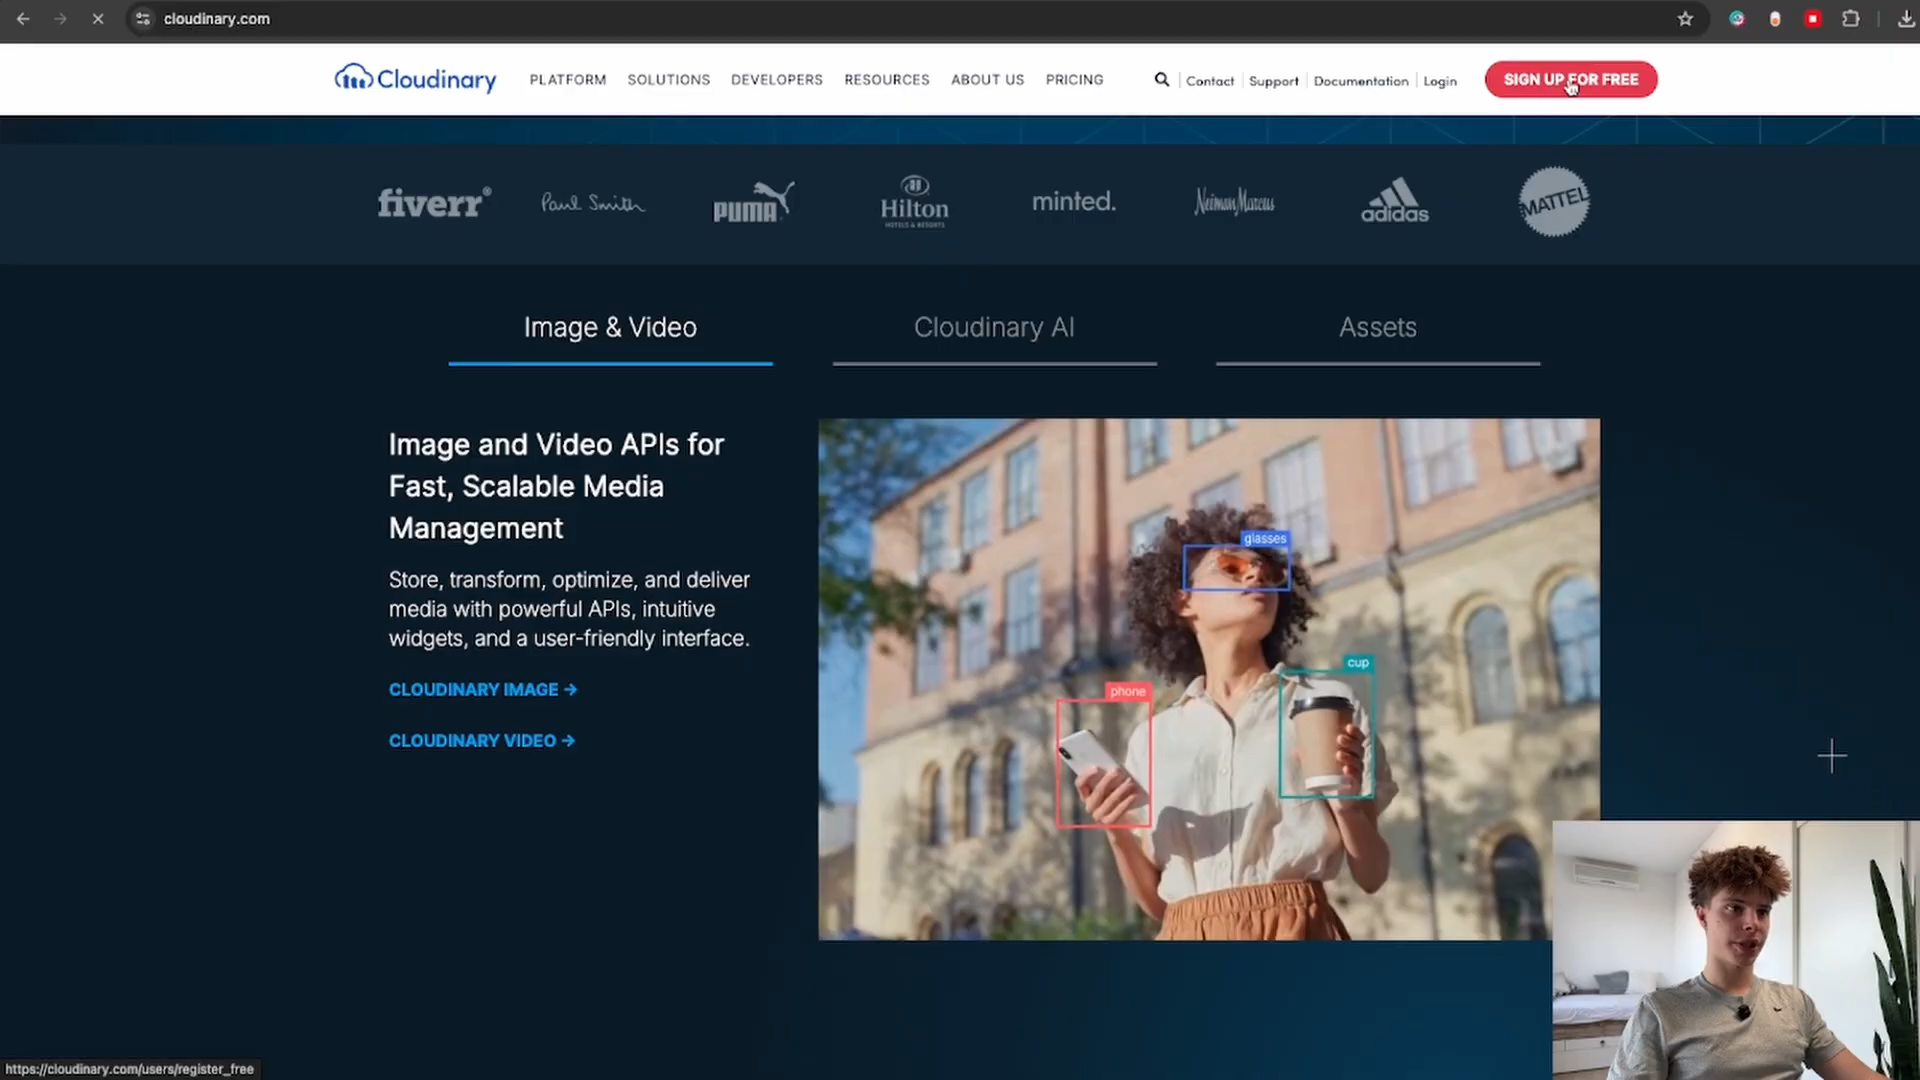 cloudinary.com
Cloudinary PLATFORM SOLUTIONS DEVELOPERS RESOURCES ABOUT US PRICING Contact Support Documentation Login SIGN UP FOR FREE
fiverr® Paul Smith PUMA Hilton HOTELS & RESORTS minted. Neiman Marcus adidas MATTEL
Image & Video Cloudinary AI Assets
Image and Video APIs for
Fast, Scalable Media
Management
Store, transform, optimize, and deliver
media with powerful APIs, intuitive
widgets, and a user-friendly interface.
CLOUDINARY IMAGE →
CLOUDINARY VIDEO →
glasses
cup
phone
https://cloudinary.com/users/register_free